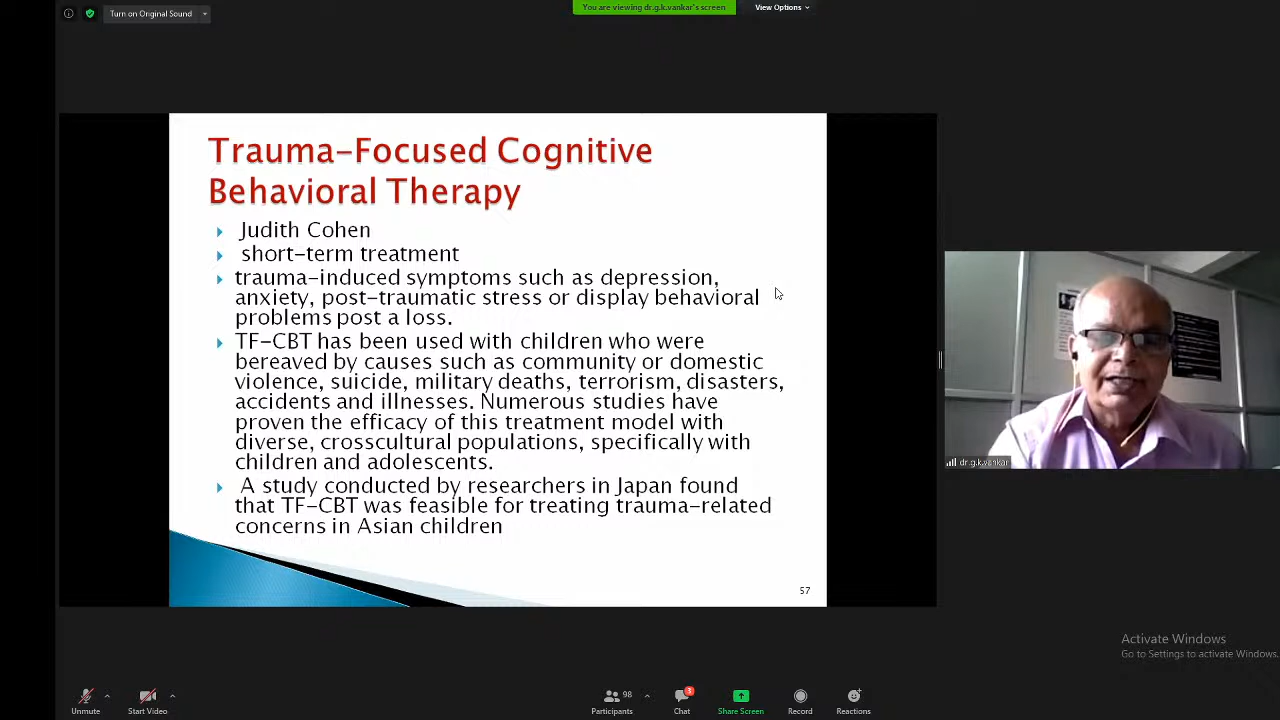 Turn on Original Sound
You are viewing dr.g.k.vankar's screen
View Options
Trauma-Focused Cognitive
Behavioral Therapy
Judith Cohen
short-term treatment
trauma-induced symptoms such as depression,
anxiety, post-traumatic stress or display behavioral
problems post a loss.
TF-CBT has been used with children who were
bereaved by causes such as community or domestic
violence, suicide, military deaths, terrorism, disasters,
accidents and illnesses. Numerous studies have
proven the efficacy of this treatment model with
diverse, crosscultural populations, specifically with
children and adolescents.
A study conducted by researchers in Japan found
that TF-CBT was feasible for treating trauma-related
concerns in Asian children
57
dr.g.k.vankar
Activate Windows
Go to Settings to activate Windows.
Unmute
Start Video
98
Participants
3
Chat
Share Screen
Record
Reactions